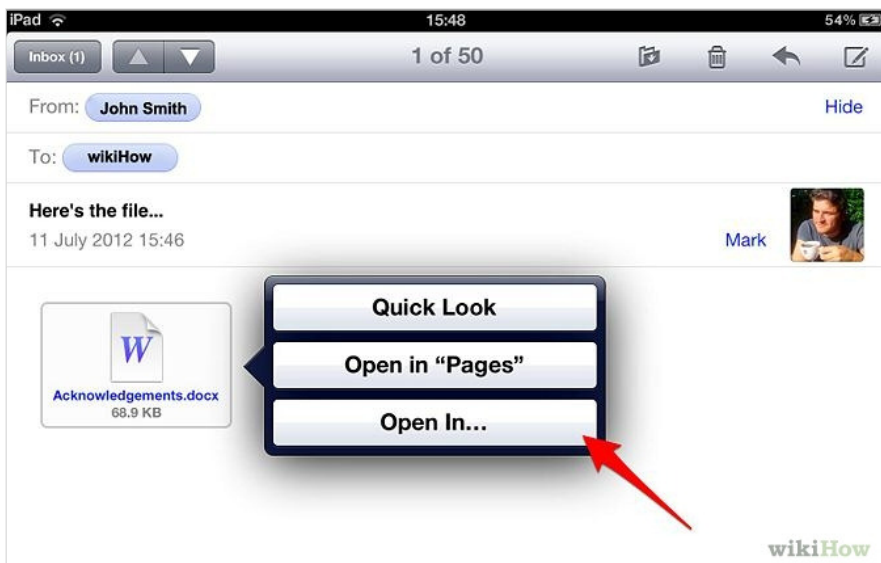 iPad 15:48 54%
Inbox (1) 1 of 50
From: John Smith Hide
To: wikiHow
Here's the file...
11 July 2012 15:46 Mark
Quick Look
W
Open in “Pages”
Acknowledgements.docx
68.9 KB
Open In...
wikiHow